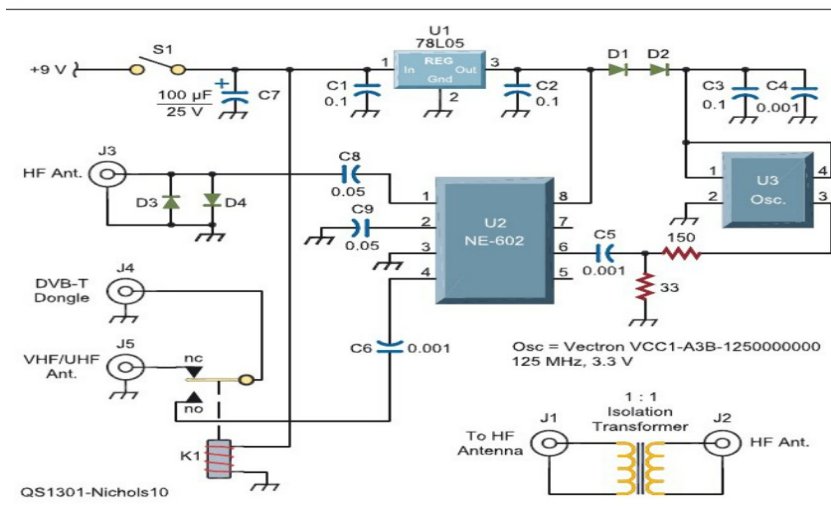 U1
78L05
S1
+9 V
1
REG
In
Out
Gnd
3
2
D1
D2
100 µF
25 V
C7
C1
0.1
C2
0.1
C3
0.1
C4
0.001
J3
HF Ant.
D3
D4
C8
0.05
C9
0.05
1
2
3
4
U2
NE-602
8
7
6
5
C5
0.001
150
33
1
2
U3
Osc.
4
3
J4
DVB-T
Dongle
J5
VHF/UHF
Ant.
nc
no
C6
0.001
K1
Osc = Vectron VCC1-A3B-1250000000
125 MHz, 3.3 V
1 : 1
Isolation
Transformer
J1
To HF
Antenna
J2
HF Ant.
QS1301-Nichols10